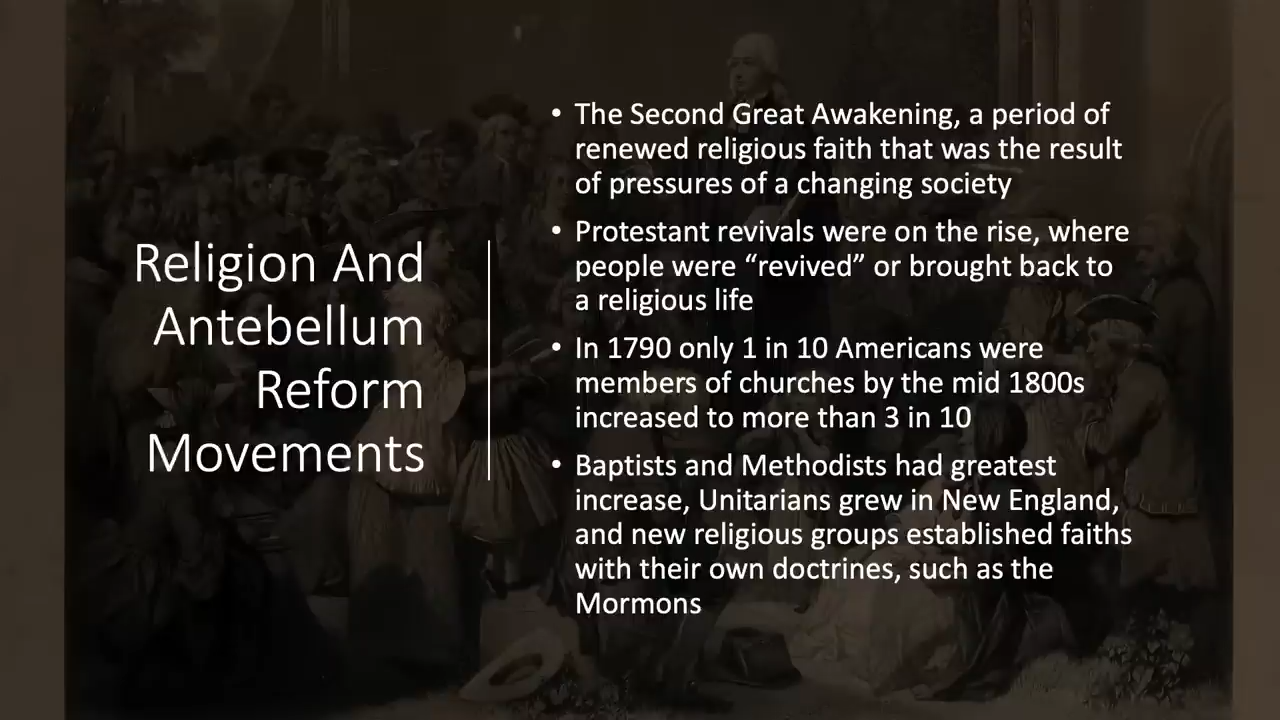 Religion And
Antebellum
Reform
Movements
• The Second Great Awakening, a period of
renewed religious faith that was the result
of pressures of a changing society
• Protestant revivals were on the rise, where
people were “revived” or brought back to
a religious life
• In 1790 only 1 in 10 Americans were
members of churches by the mid 1800s
increased to more than 3 in 10
• Baptists and Methodists had greatest
increase, Unitarians grew in New England,
and new religious groups established faiths
with their own doctrines, such as the
Mormons